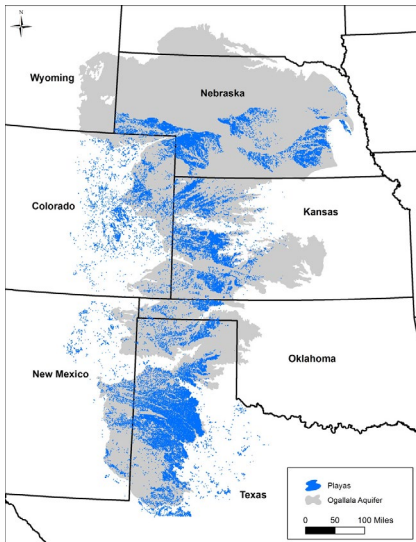 N
Wyoming
Nebraska
Colorado
Kansas
Oklahoma
New Mexico
Texas
Playas
Ogallala Aquifer
0 50 100 Miles